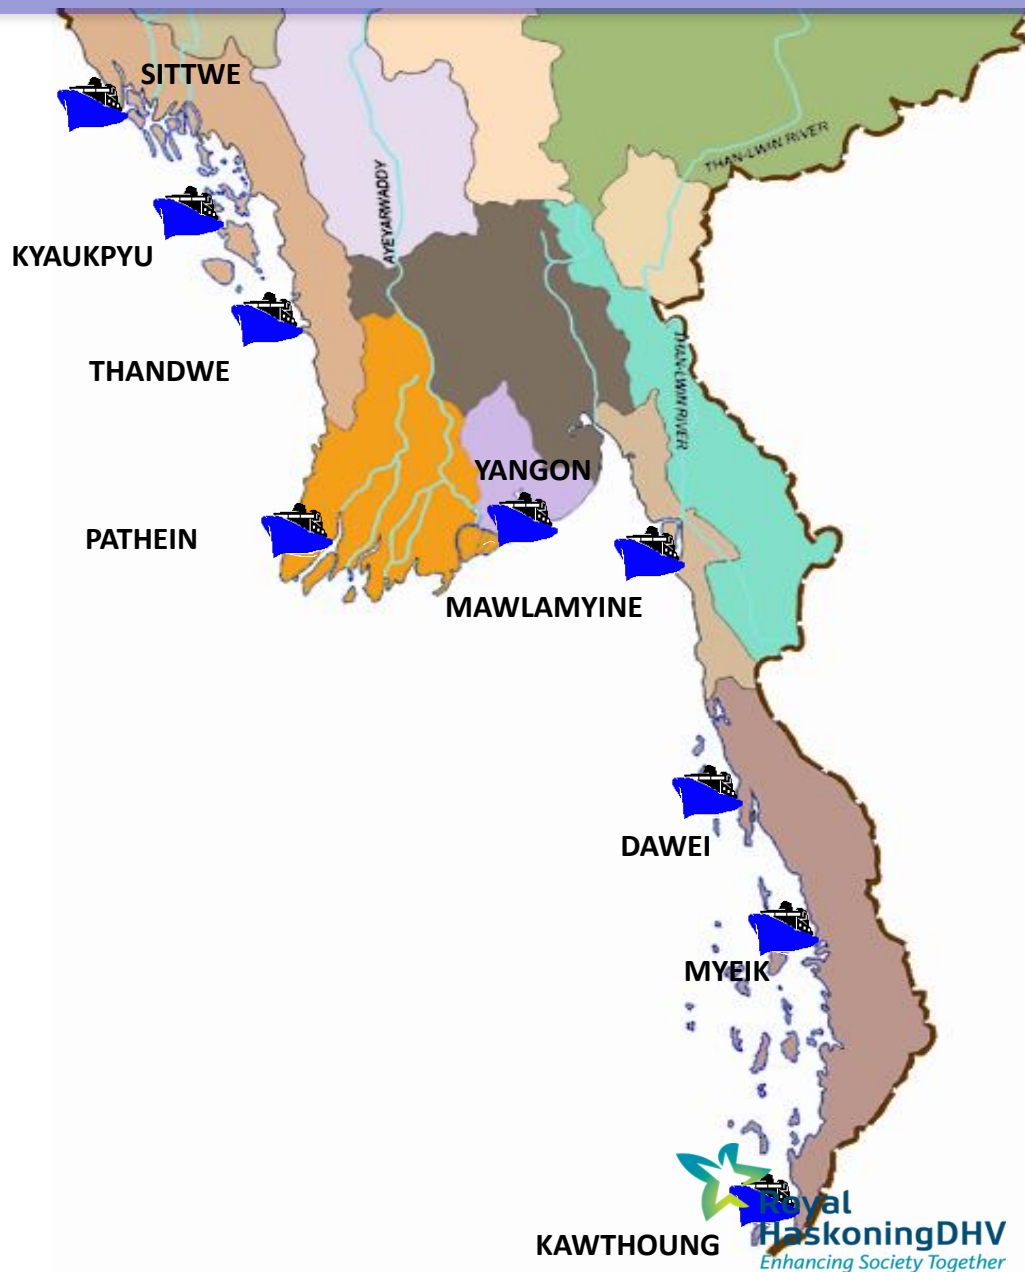 SITTWE
THAN-LWIN RIVER
AYEYARWADDY
KYAUKPYU
THAN-LWIN RIVER
THANDWE
YANGON
PATHEIN
MAWLAMYINE
DAWEI
MYEIK
KAWTHOUNG
Royal
HaskoningDHV
Enhancing Society Together